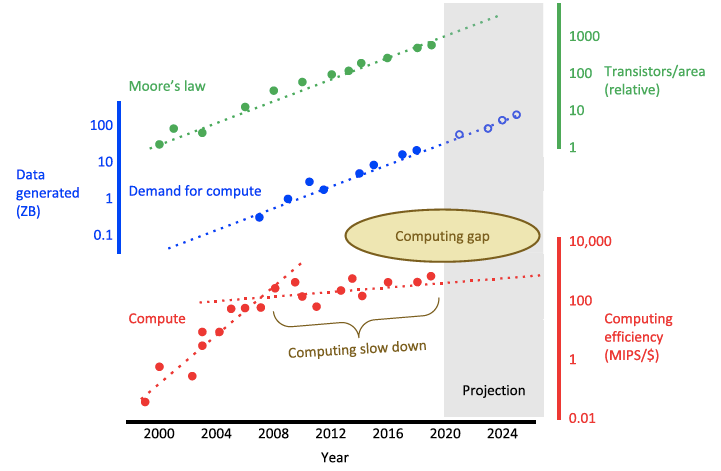 1000
Moore's law
100
Transistors/area
(relative)
10
1
100
10
Data
generated
(ZB)
Demand for compute
1
0.1
Computing gap
10,000
100
Compute
Computing
efficiency
(MIPS/$)
Computing slow down
1
Projection
0.01
2000
2004
2008
2012
2016
2020
2024
Year